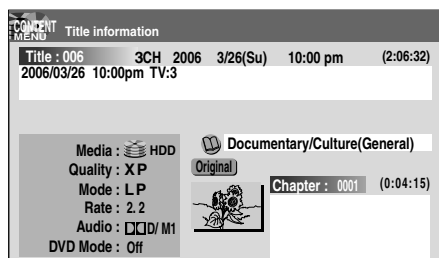 CONTENT
MENU Title information
Title : 006 3CH 2006 3/26(Su) 10:00 pm (2:06:32)
2006/03/26 10:00pm TV:3
Media : HDD
Quality : XP
Mode : LP
Rate : 2.2
Audio : D/M1
DVD Mode : Off
Documentary/Culture(General)
Original
Chapter : 0001 (0:04:15)